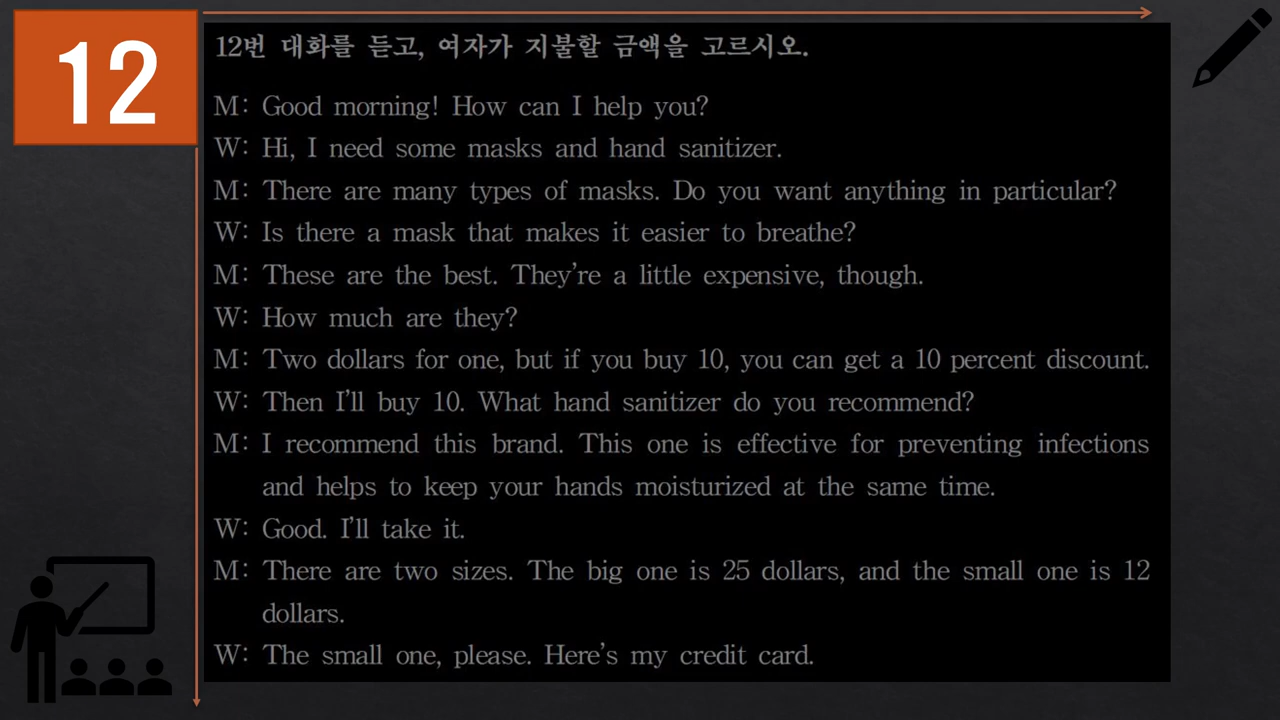 12
12번 대화를 듣고, 여자가 지불할 금액을 고르시오.
M: Good morning! How can I help you?
W: Hi, I need some masks and hand sanitizer.
M: There are many types of masks. Do you want anything in particular?
W: Is there a mask that makes it easier to breathe?
M: These are the best. They're a little expensive, though.
W: How much are they?
M: Two dollars for one, but if you buy 10, you can get a 10 percent discount.
W: Then I'll buy 10. What hand sanitizer do you recommend?
M: I recommend this brand. This one is effective for preventing infections
and helps to keep your hands moisturized at the same time.
W: Good. I'll take it.
M: There are two sizes. The big one is 25 dollars, and the small one is 12
dollars.
W: The small one, please. Here's my credit card.